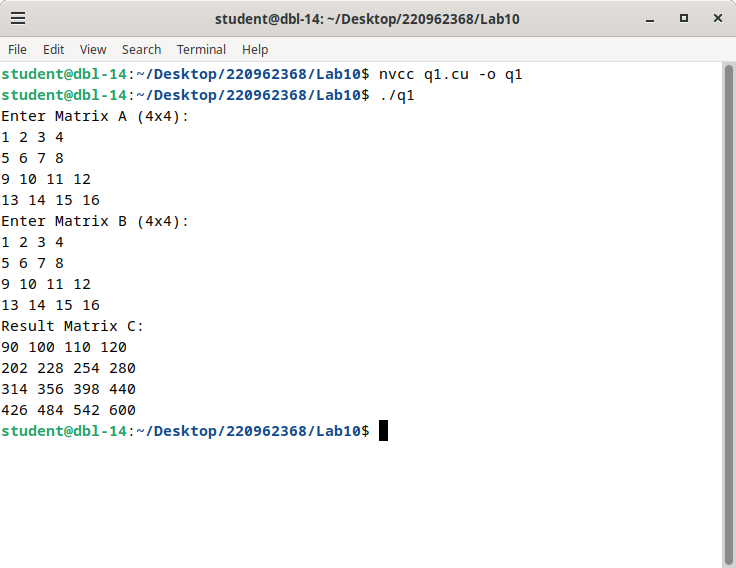 student@dbl-14: ~/Desktop/220962368/Lab10
File Edit View Search Terminal Help
student@dbl-14:~/Desktop/220962368/Lab10$ nvcc q1.cu -o q1
student@dbl-14:~/Desktop/220962368/Lab10$ ./q1
Enter Matrix A (4x4):
1 2 3 4
5 6 7 8
9 10 11 12
13 14 15 16
Enter Matrix B (4x4):
1 2 3 4
5 6 7 8
9 10 11 12
13 14 15 16
Result Matrix C:
90 100 110 120
202 228 254 280
314 356 398 440
426 484 542 600
student@dbl-14:~/Desktop/220962368/Lab10$